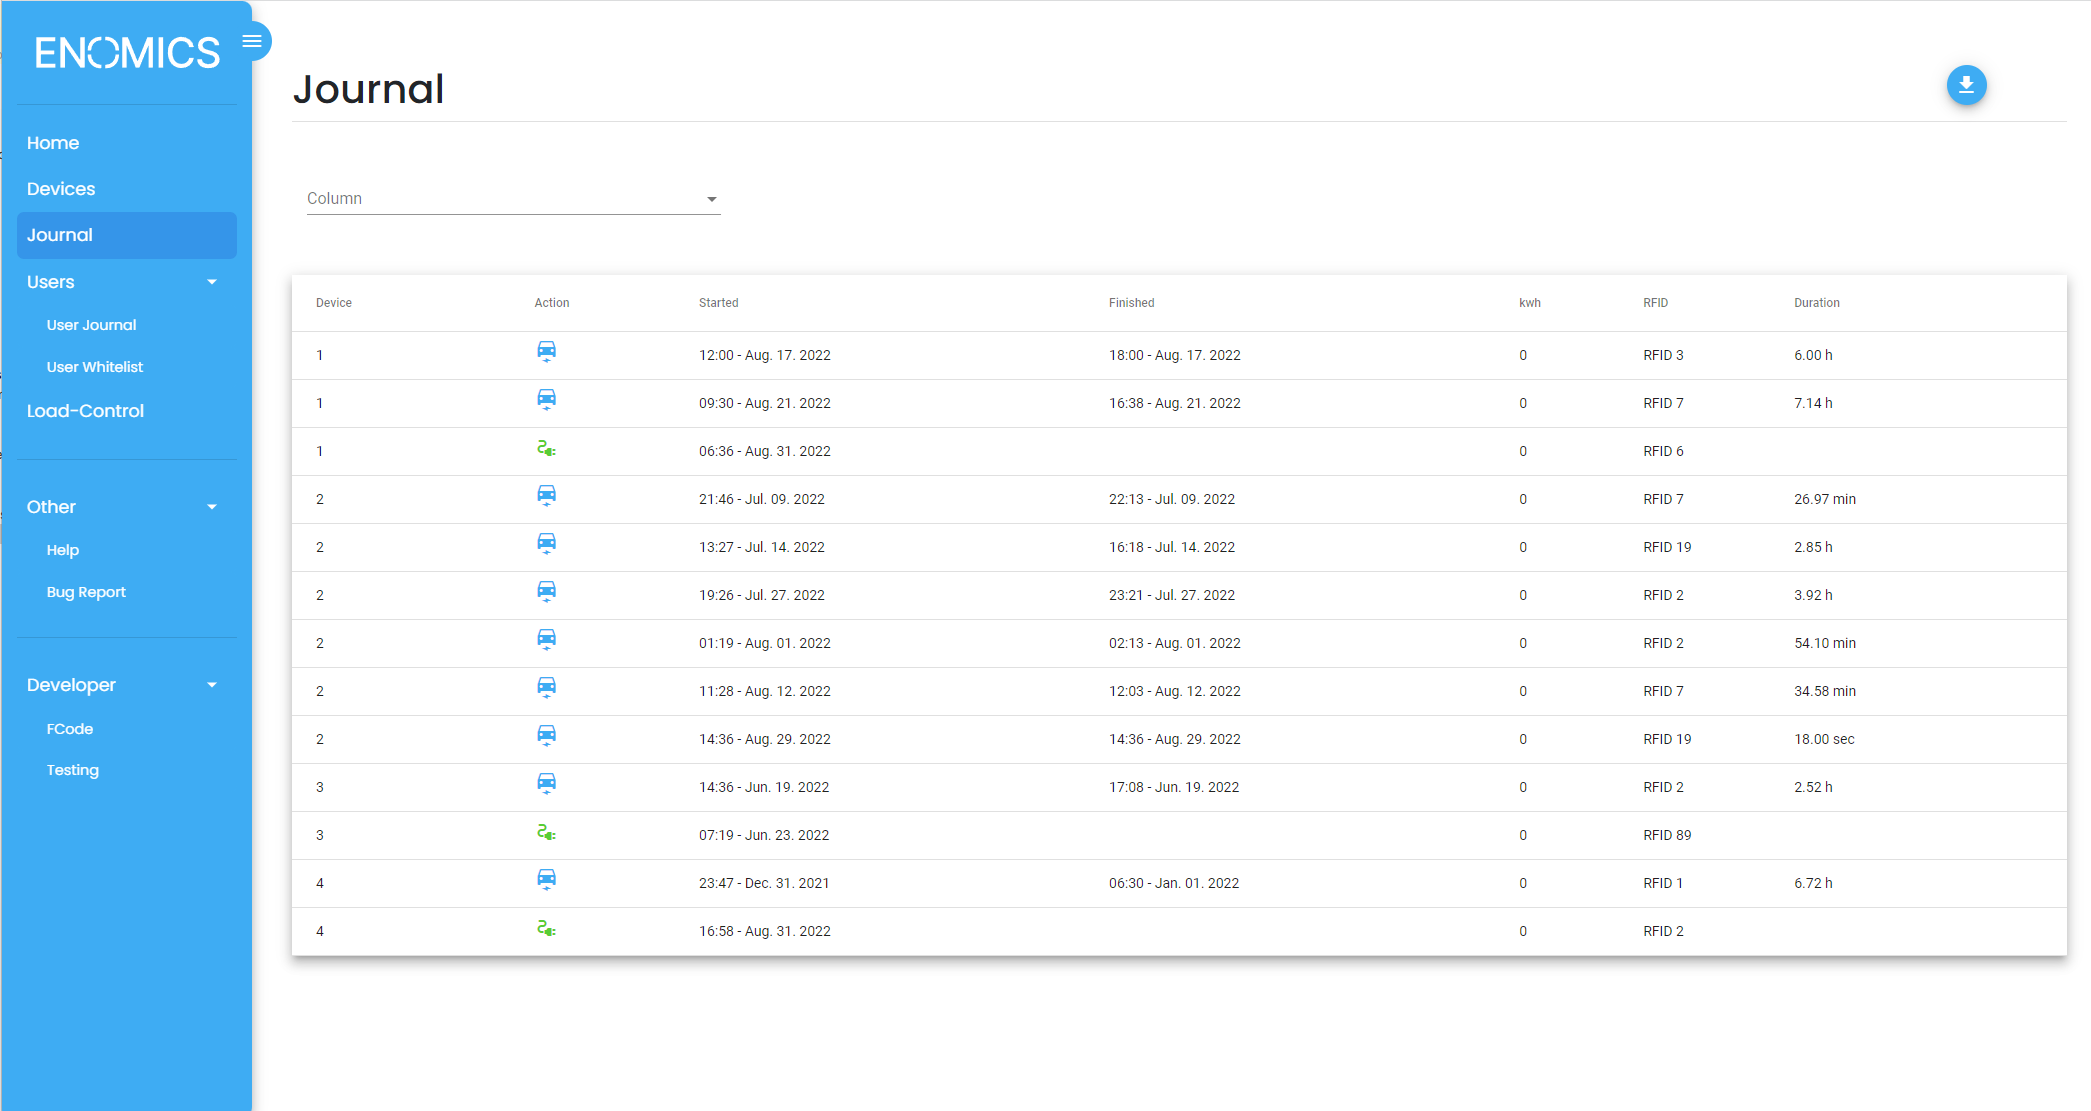 ENOMICS
Home
Devices
Journal
Users
User Journal
User Whitelist
Load-Control
Other
Help
Bug Report
Developer
FCode
Testing
Journal
Column
Device Action Started Finished kwh RFID Duration
1 12:00 - Aug. 17. 2022 18:00 - Aug. 17. 2022 0 RFID 3 6.00 h
1 09:30 - Aug. 21. 2022 16:38 - Aug. 21. 2022 0 RFID 7 7.14 h
1 06:36 - Aug. 31. 2022 0 RFID 6
2 21:46 - Jul. 09. 2022 22:13 - Jul. 09. 2022 0 RFID 7 26.97 min
2 13:27 - Jul. 14. 2022 16:18 - Jul. 14. 2022 0 RFID 19 2.85 h
2 19:26 - Jul. 27. 2022 23:21 - Jul. 27. 2022 0 RFID 2 3.92 h
2 01:19 - Aug. 01. 2022 02:13 - Aug. 01. 2022 0 RFID 2 54.10 min
2 11:28 - Aug. 12. 2022 12:03 - Aug. 12. 2022 0 RFID 7 34.58 min
2 14:36 - Aug. 29. 2022 14:36 - Aug. 29. 2022 0 RFID 19 18.00 sec
3 14:36 - Jun. 19. 2022 17:08 - Jun. 19. 2022 0 RFID 2 2.52 h
3 07:19 - Jun. 23. 2022 0 RFID 89
4 23:47 - Dec. 31. 2021 06:30 - Jan. 01. 2022 0 RFID 1 6.72 h
4 16:58 - Aug. 31. 2022 0 RFID 2